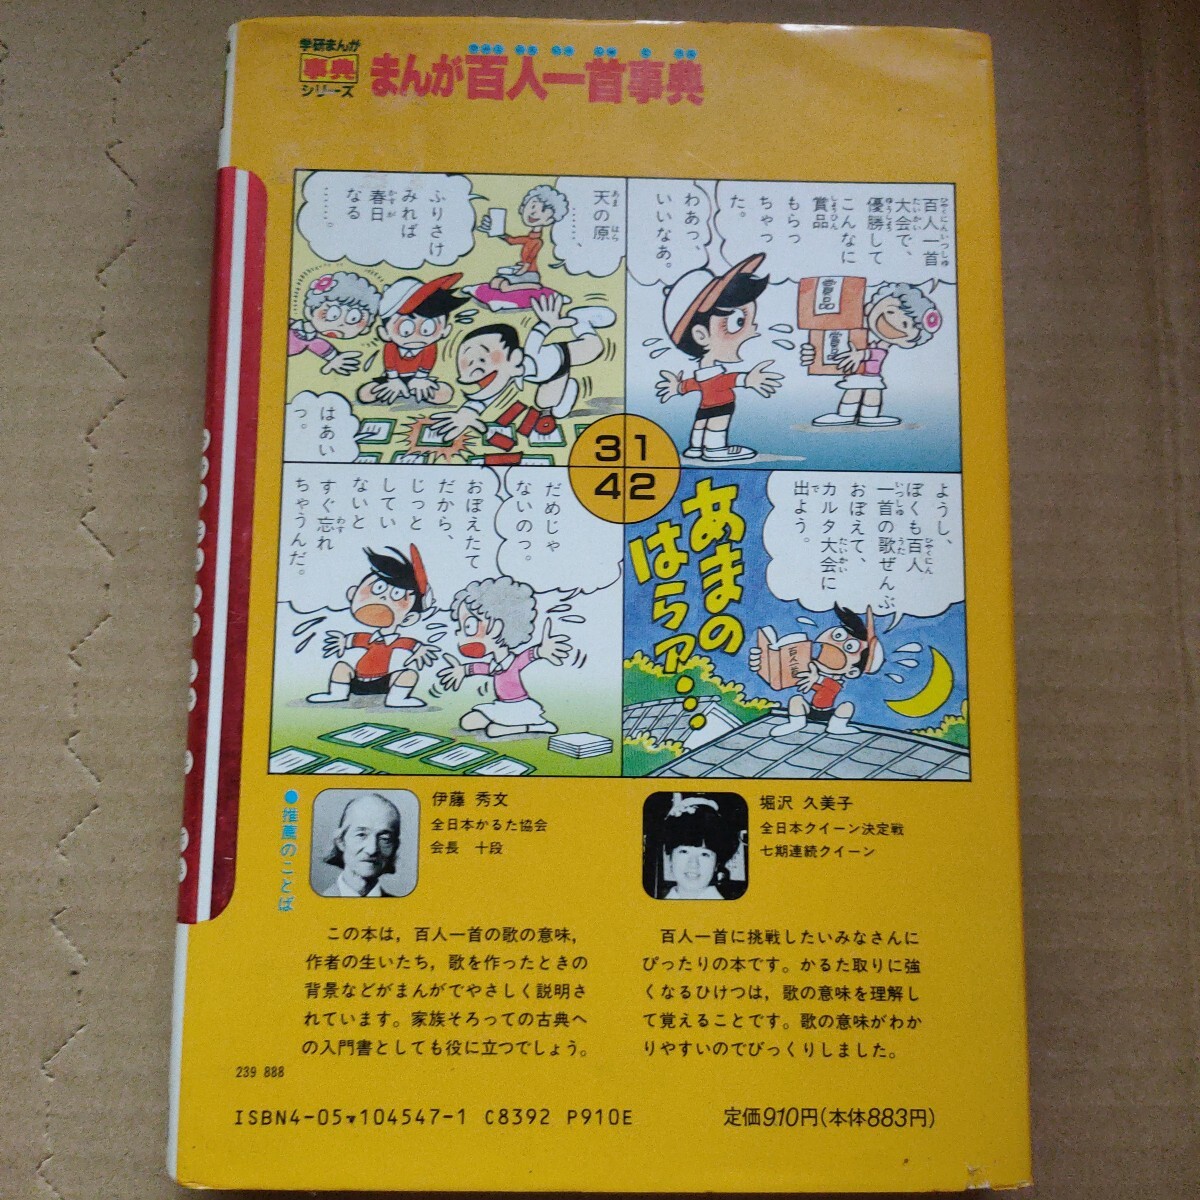 学研まんが
事典
シリーズ
まんが百人一首事典
百人一首
大会で、
優勝して
こんなに
賞品
もらっ
ちゃっ
た。
わあっ、
いいなあ。
賞品
賞品
ようし、
ぼくも百人
一首の歌ぜんぶ
おぼえて、
カルタ大会に
出よう。
あまの
はらァ…
百人一首
天の原
……、
ふりさけ
みれば
春日
なる
……。
はあい
っ。
だめじゃ
ないのっ。
おぼえたて
だから、
じっと
してい
ないと
すぐ忘れ
ちゃうんだ。
3 1
4 2
●推薦のことば
伊藤 秀文
全日本かるた協会
会長 十段
この本は,百人一首の歌の意味,
作者の生いたち,歌を作ったときの
背景などがまんがでやさしく説明さ
れています。家族そろっての古典へ
の入門書としても役に立つでしょう。
堀沢 久美子
全日本クイーン決定戦
七期連続クイーン
百人一首に挑戦したいみなさんに
ぴったりの本です。かるた取りに強
くなるひけつは,歌の意味を理解し
て覚えることです。歌の意味がわか
りやすいのでびっくりしました。
239 888
ISBN4-05-104547-1 C8392 P910E
定価910円(本体883円)